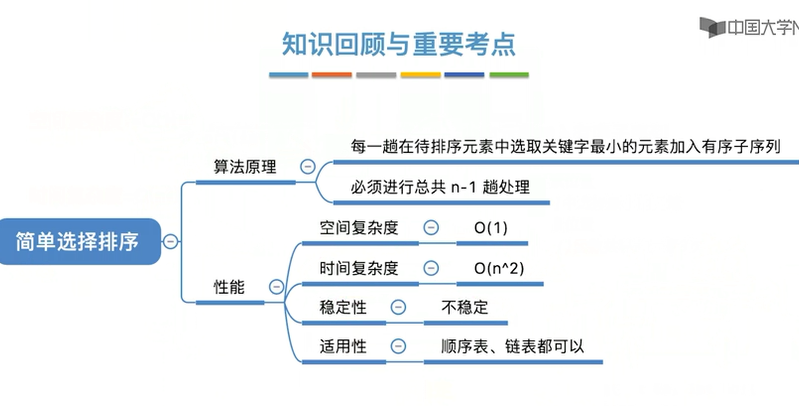 知识回顾与重要考点
中国大学
简单选择排序
算法原理
每一趟在待排序元素中选取关键字最小的元素加入有序子序列
必须进行总共 n-1 趟处理
性能
空间复杂度
O(1)
时间复杂度
O(n^2)
稳定性
不稳定
适用性
顺序表、链表都可以